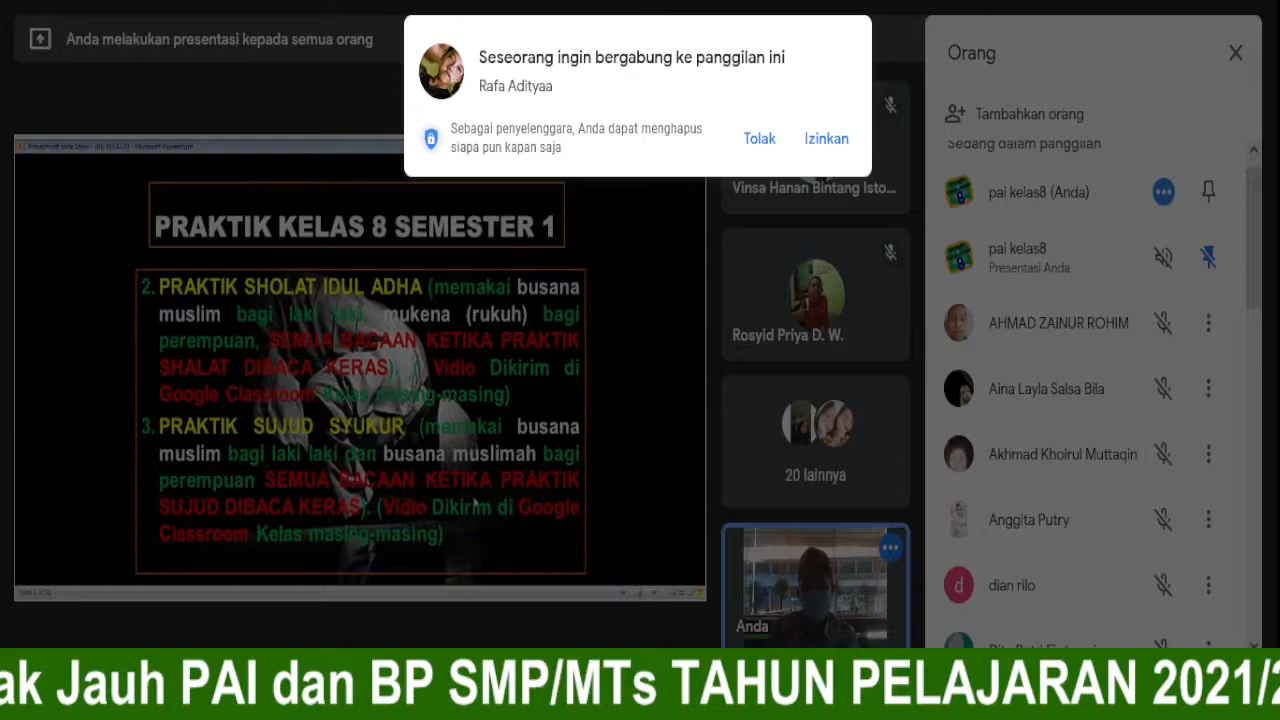 Anda melakukan presentasi kepada semua orang
Seseorang ingin bergabung ke panggilan ini
Rafa Adityaa
Sebagai penyelenggara, Anda dapat menghapus
siapa pun kapan saja
Tolak
Izinkan
PRAKTIK KELAS 8 SEMESTER 1
2. PRAKTIK SHOLAT IDUL ADHA (memakai busana
muslim bagi laki laki, mukena (rukuh) bagi
perempuan, SEMUA BACAAN KETIKA PRAKTIK
SHALAT DIBACA KERAS). ( Vidio Dikirim di
Google Classroom Kelas masing-masing)
3. PRAKTIK SUJUD SYUKUR (memakai busana
muslim bagi laki laki dan busana muslimah bagi
perempuan SEMUA BACAAN KETIKA PRAKTIK
SUJUD DIBACA KERAS). (Vidio Dikirim di Google
Classroom Kelas masing-masing)
Vinsa Hanan Bintang Isto...
Rosyid Priya D. W.
20 lainnya
Anda
Orang
Tambahkan orang
Sedang dalam panggilan
pai kelas8 (Anda)
pai kelas8
Presentasi Anda
AHMAD ZAINUR ROHIM
Aina Layla Salsa Bila
Akhmad Khoirul Muttaqin
Anggita Putry
d
dian rilo
ak Jauh PAI dan BP SMP/MTs TAHUN PELAJARAN 2021/2